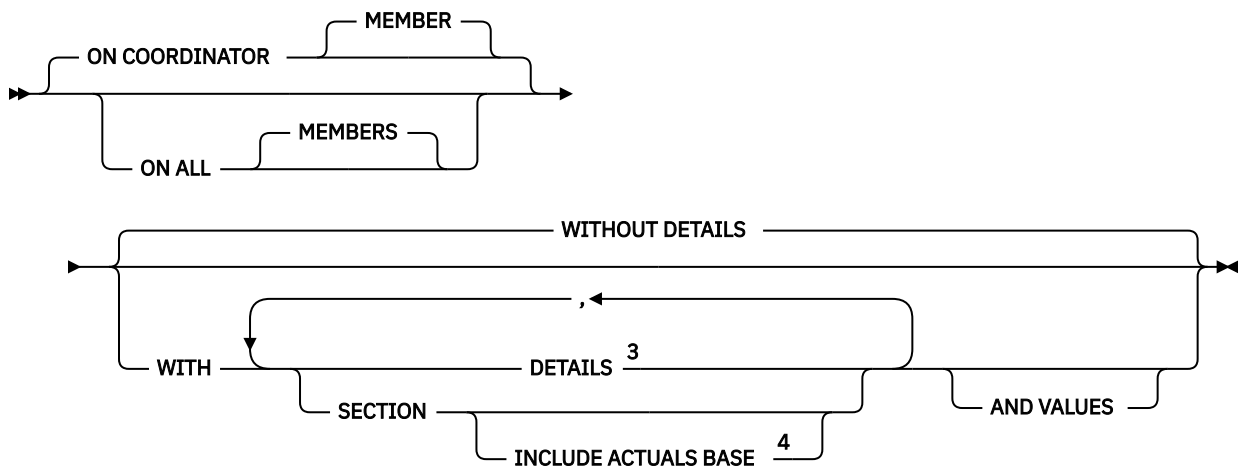 MEMBER
ON COORDINATOR
MEMBERS
ON ALL
WITHOUT DETAILS
,
WITH DETAILS 3
SECTION AND VALUES
INCLUDE ACTUALS BASE 4